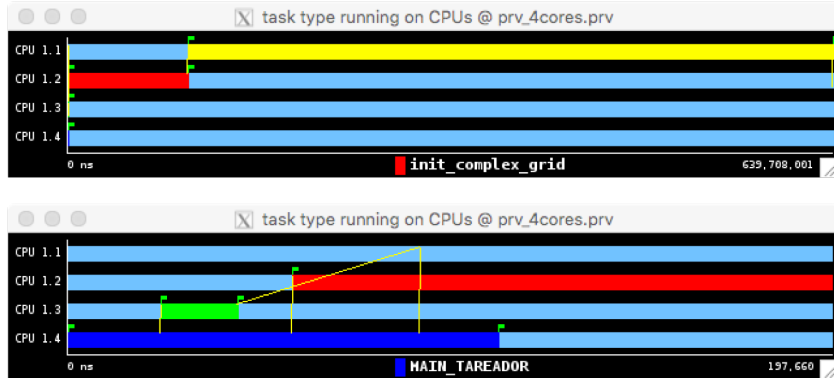 task type running on CPUs @ prv_4cores.prv
CPU 1.1
CPU 1.2
CPU 1.3
CPU 1.4
0 ns init_complex_grid 639,708,001
task type running on CPUs @ prv_4cores.prv
CPU 1.1
CPU 1.2
CPU 1.3
CPU 1.4
0 ns MAIN_TAREADOR 197,660